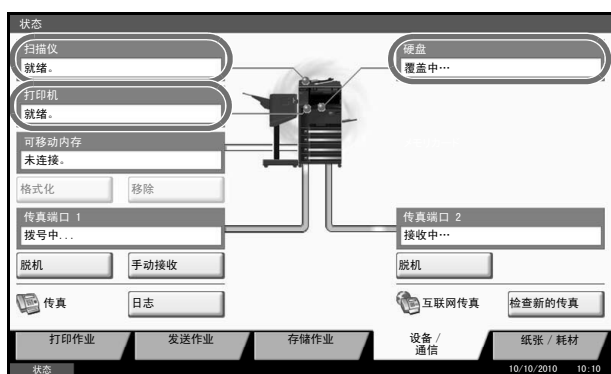 状态
扫描仪
就绪。
硬盘
覆盖中···
打印机
就绪。
可移动内存
未连接。
格式化
移除
传真端口 1
拨号中...
传真端口 2
接收中···
脱机
手动接收
脱机
传真
日志
互联网传真
检查新的传真
打印作业
发送作业
存储作业
设备 /
通信
纸张 / 耗材
状态
10/10/2010 10:10